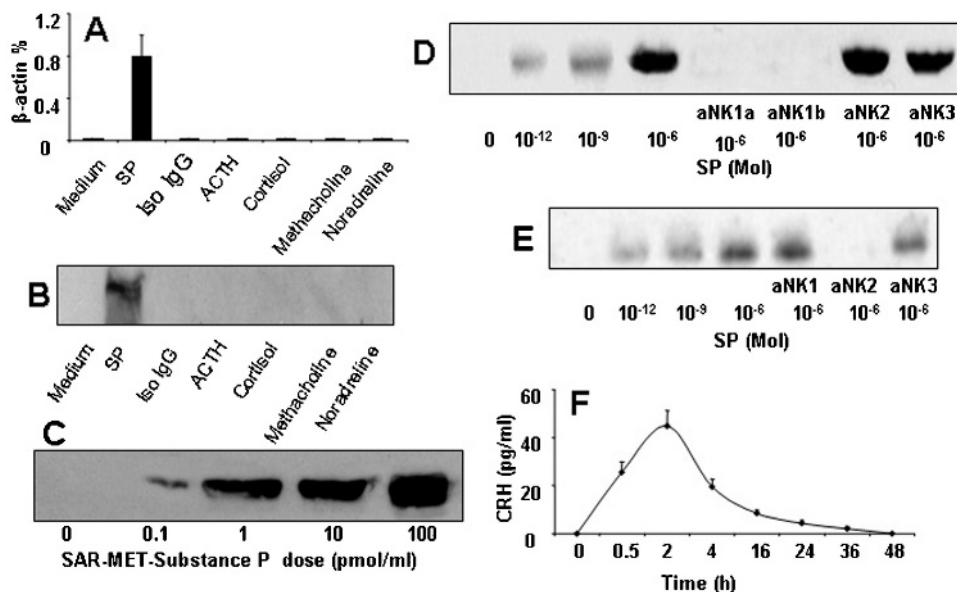 A
β-actin %
1.2
0.8
0.4
0
Medium
SP
Iso IgG
ACTH
Cortisol
Methacholine
Noradreline
B
Medium
SP
Iso IgG
ACTH
Cortisol
Methacholine
Noradreline
C
0 0.1 1 10 100
SAR-MET-Substance P dose (pmol/ml)
D
aNK1a aNK1b aNK2 aNK3
0 10-12 10-9 10-6 10-6 10-6 10-6 10-6
SP (Mol)
E
aNK1 aNK2 aNK3
0 10-12 10-9 10-6 10-6 10-6 10-6
SP (Mol)
F
CRH (pg/ml)
60
40
20
0
0 0.5 2 4 16 24 36 48
Time (h)